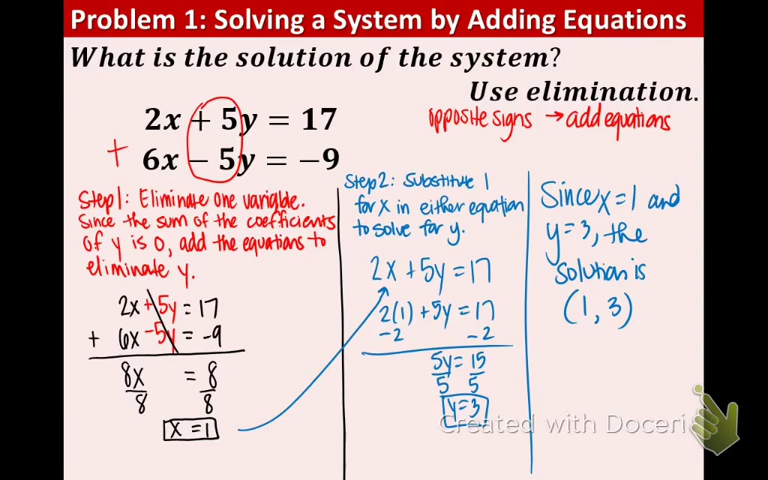 Problem 1: Solving a System by Adding Equations
What is the solution of the system?
Use elimination.
2x + 5y = 17
+ 6x − 5y = −9
opposite signs → add equations
Step 1: Eliminate one variable.
Since the sum of the coefficients
of y is 0, add the equations to
eliminate y.
2x + 5y = 17
+ 6x - 5y = -9
8x = 8
8 8
x = 1
Step 2: Substitute 1
for x in either equation
to solve for y.
2x + 5y = 17
2(1) + 5y = 17
-2 -2
5y = 15
5 5
y = 3
Since x = 1 and
y = 3, the
solution is
(1, 3)
Created with Doceri